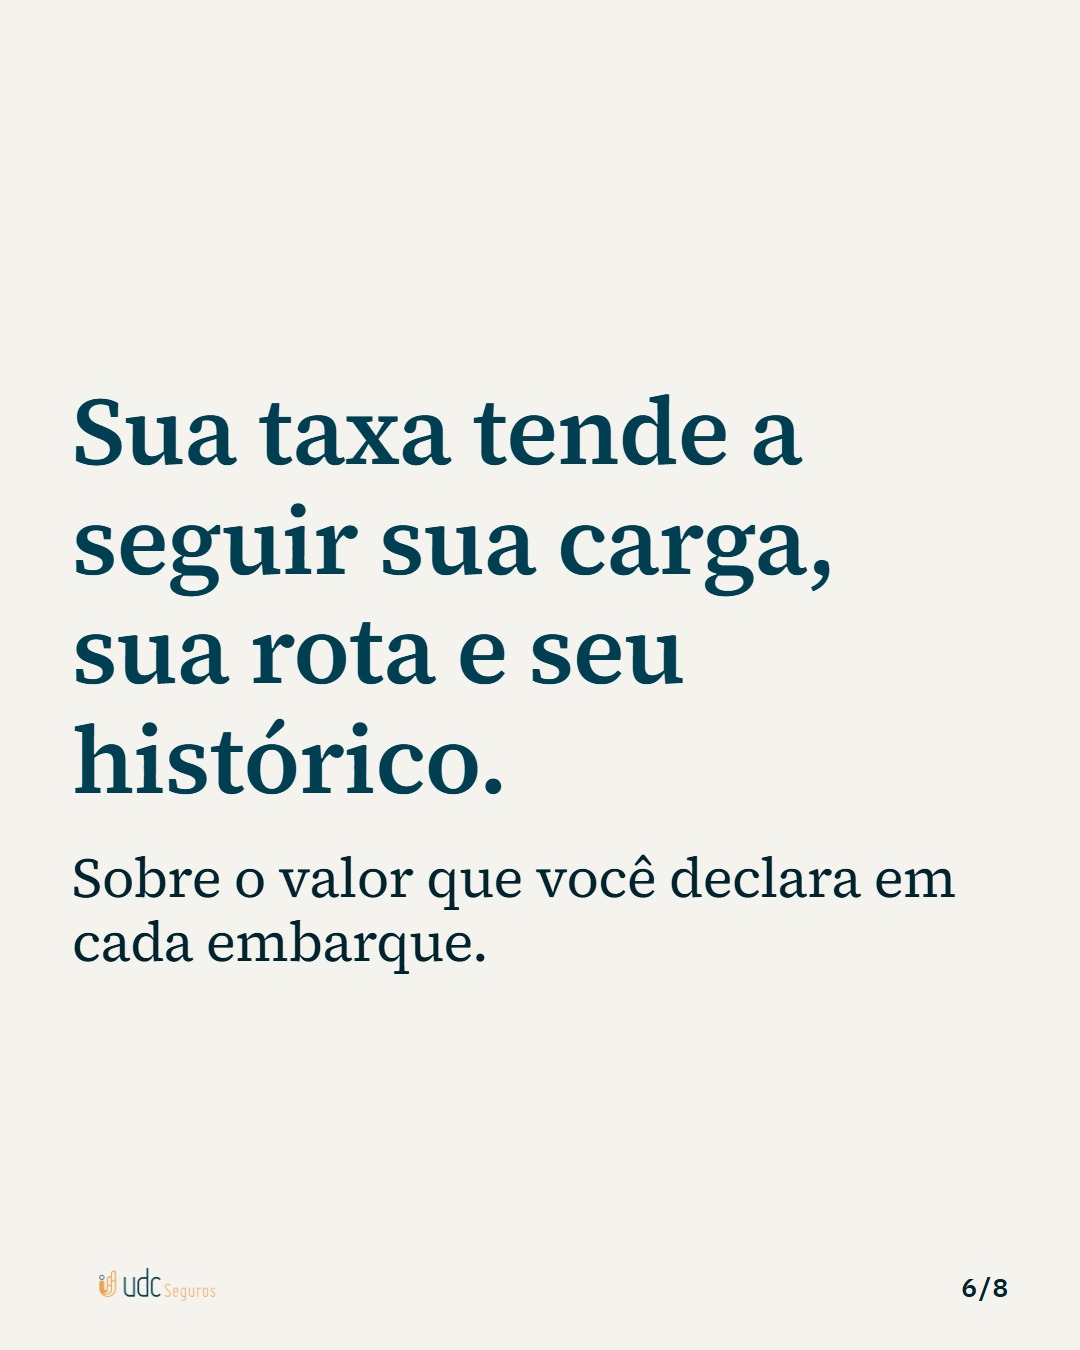 Sua taxa tende a
seguir sua carga,
sua rota e seu
histórico.
Sobre o valor que você declara em
cada embarque.
udc Seguros
6/8